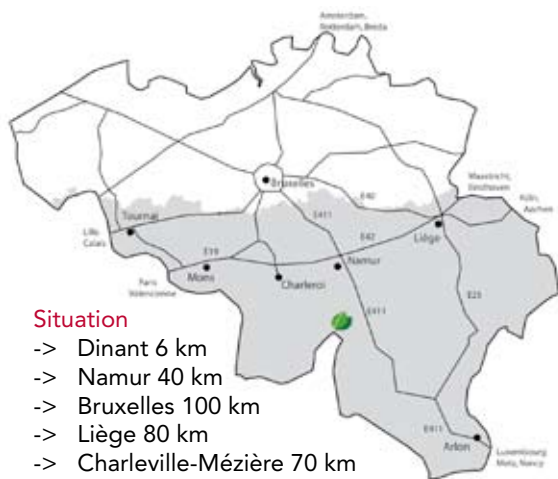 Amsterdam,
Rotterdam, Breda
Bruxelles
Maastricht,
Eindhoven
Köln,
Aachen
E40
E411
Tournai
Liège
Lille
Calais
E42
E19
Namur
Mons
Paris
Valencienne
Charleroi
E25
E411
Situation
-> Dinant 6 km
-> Namur 40 km
-> Bruxelles 100 km
-> Liège 80 km
-> Charleville-Mézière 70 km
E411
Arlon
Luxembourg
Metz, Nancy